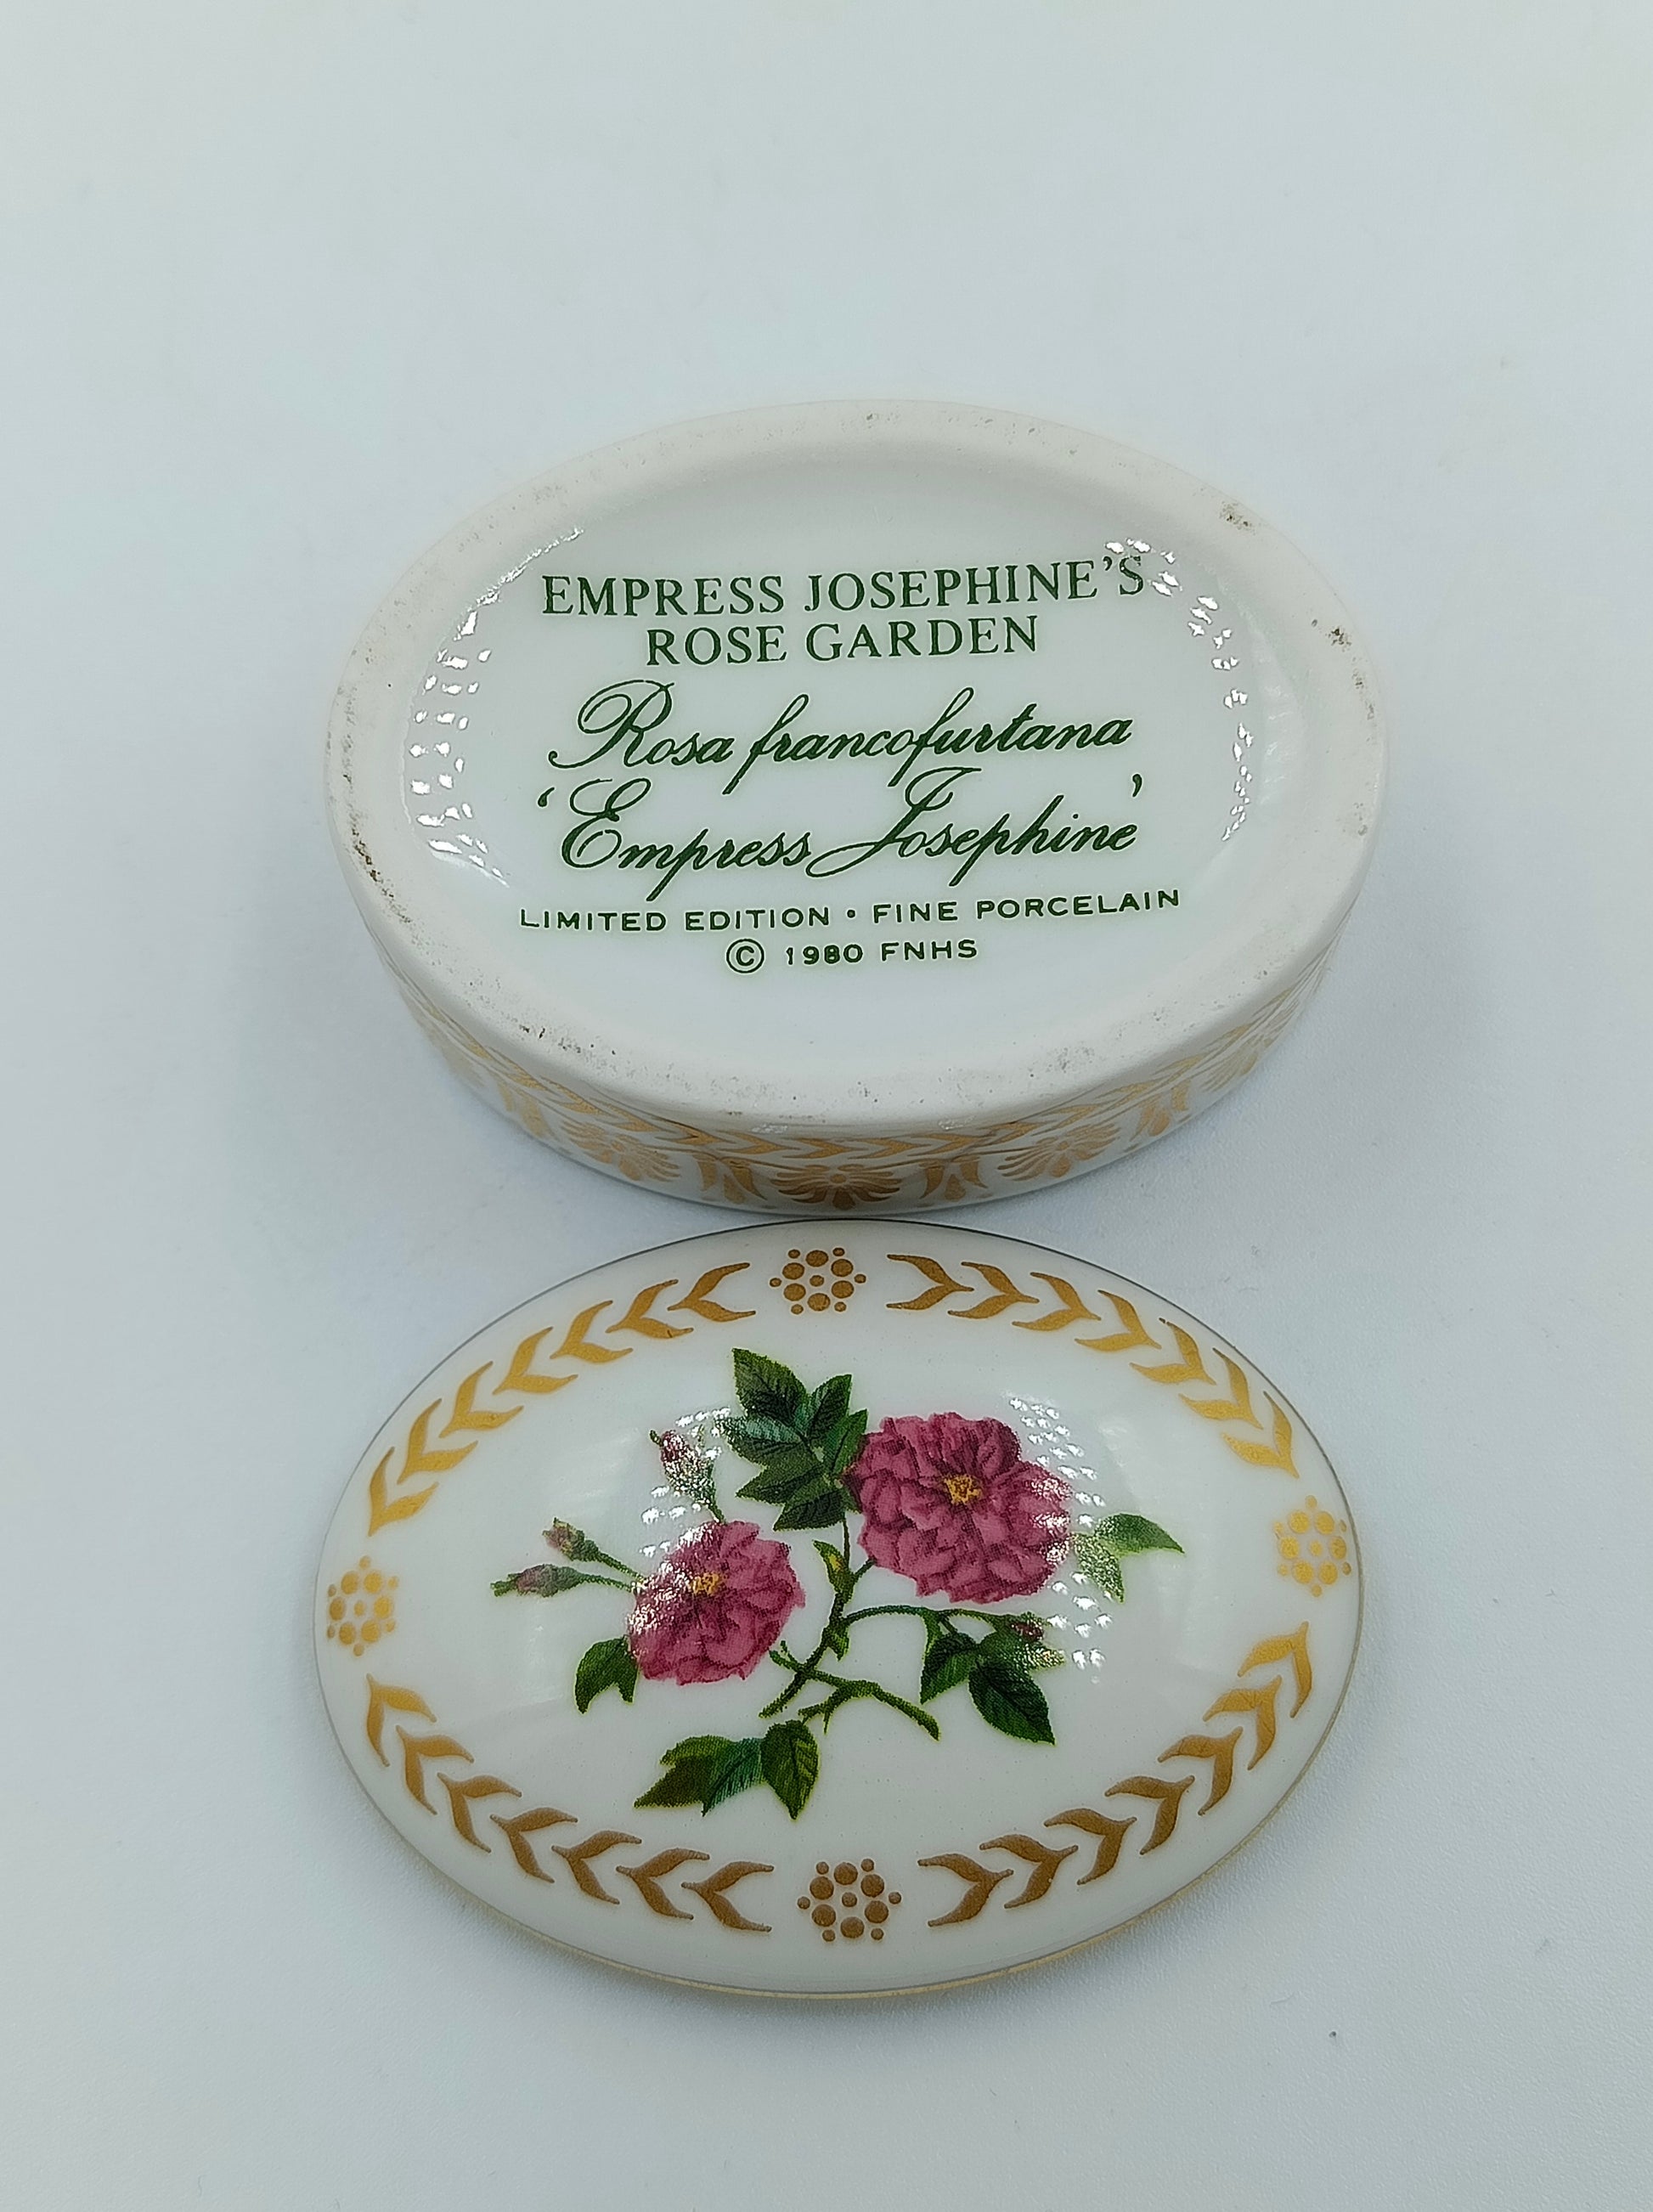 EMPRESS JOSEPHINE'S
ROSE GARDEN
Rosa francofurtana
‘Empress Josephine’
LIMITED EDITION • FINE PORCELAIN
© 1980 FNHS